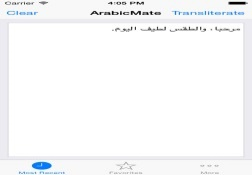 Carrier 4:05 PM
Clear ArabicMate Transliterate
مرحبا، والطقس لطيف اليوم.
Most Recent Favorites More